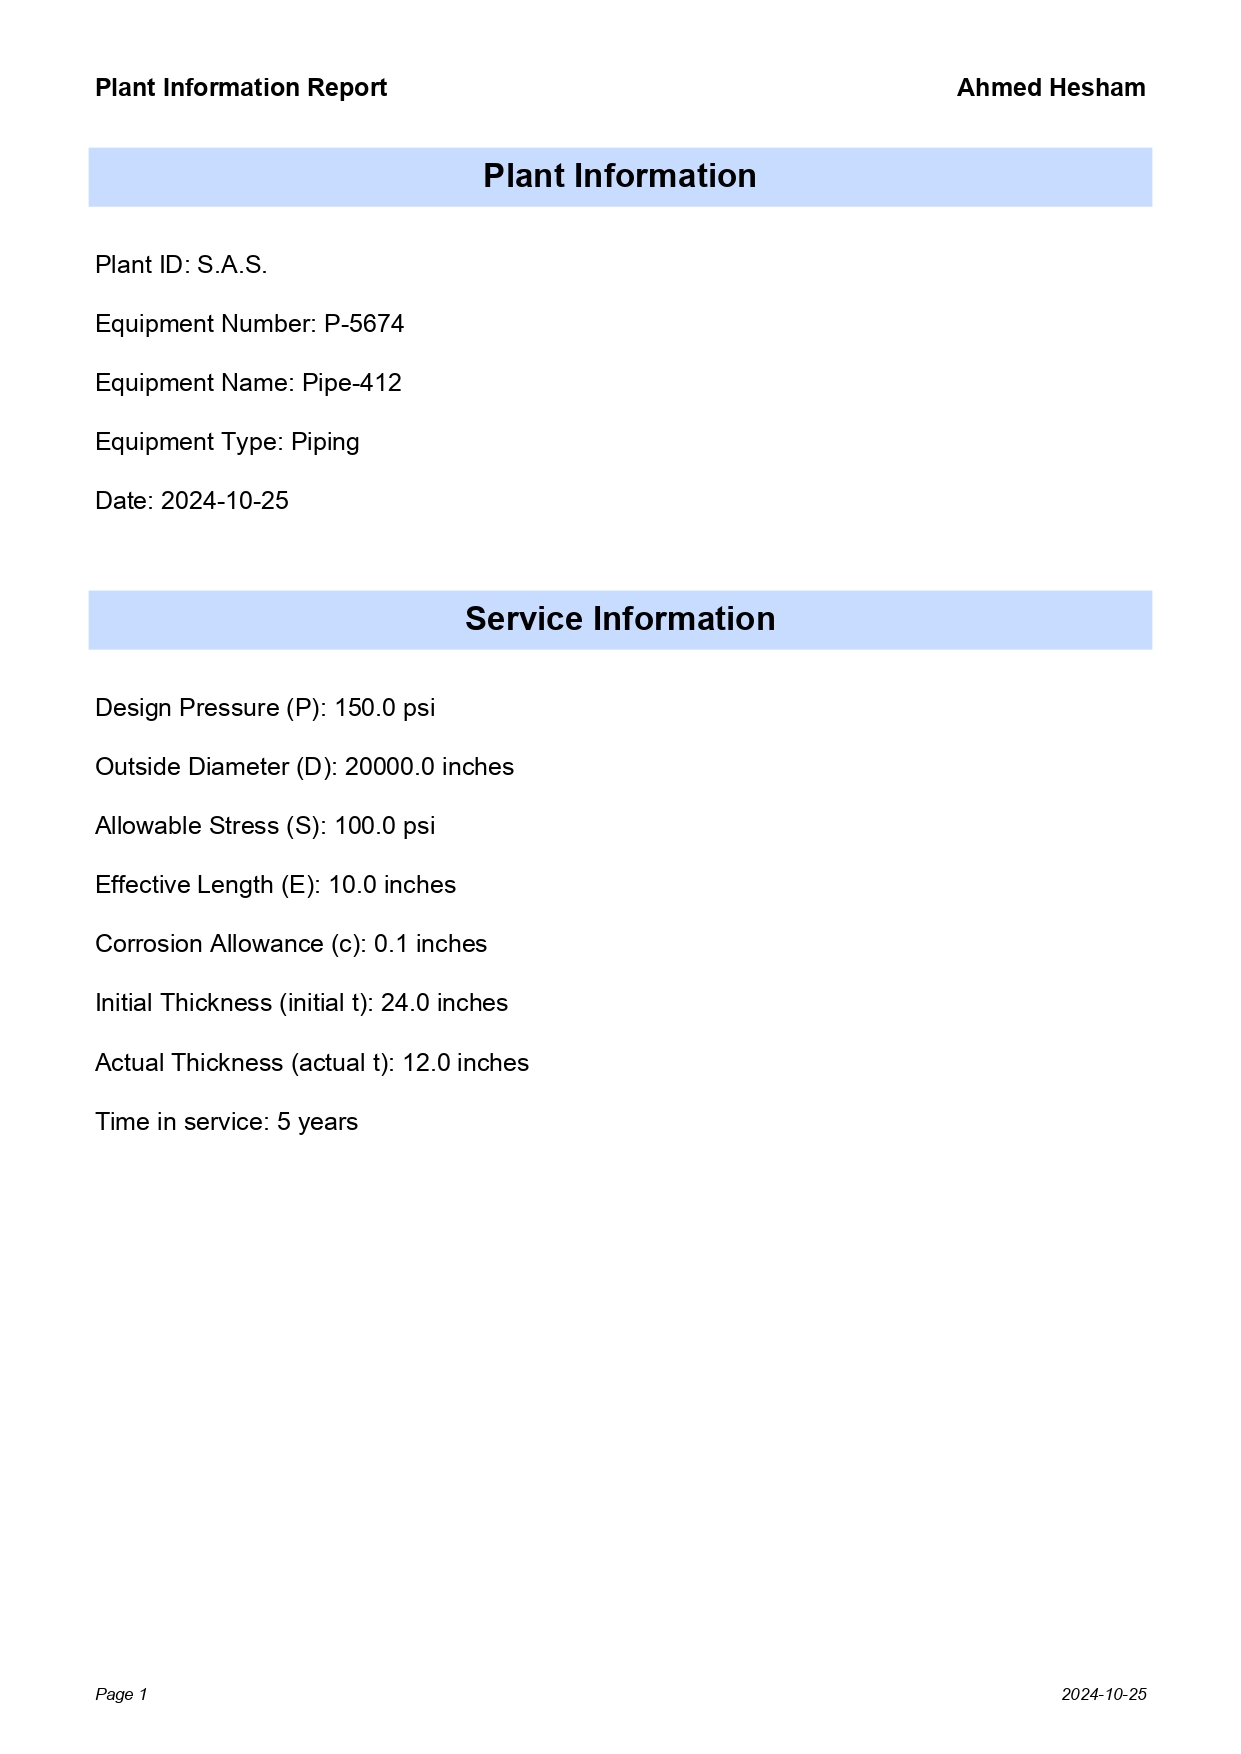 Plant Information Report Ahmed Hesham
Plant Information
Plant ID: S.A.S.
Equipment Number: P-5674
Equipment Name: Pipe-412
Equipment Type: Piping
Date: 2024-10-25
Service Information
Design Pressure (P): 150.0 psi
Outside Diameter (D): 20000.0 inches
Allowable Stress (S): 100.0 psi
Effective Length (E): 10.0 inches
Corrosion Allowance (c): 0.1 inches
Initial Thickness (initial t): 24.0 inches
Actual Thickness (actual t): 12.0 inches
Time in service: 5 years
Page 1 2024-10-25